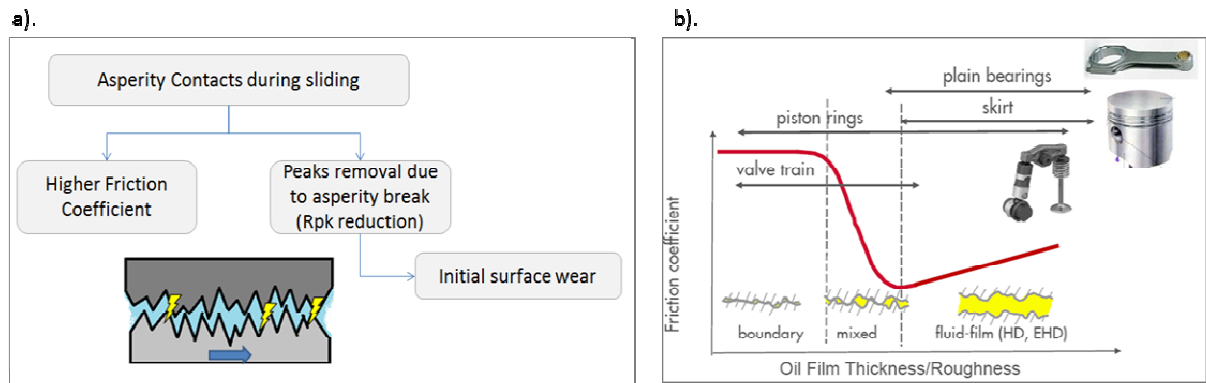 a).
Asperity Contacts during sliding
Higher Friction
Coefficient
Peaks removal due
to asperity break
(Rpk reduction)
Initial surface wear
b).
plain bearings
skirt
piston rings
valve train
Friction coefficient
boundary
mixed
fluid-film (HD, EHD)
Oil Film Thickness/Roughness